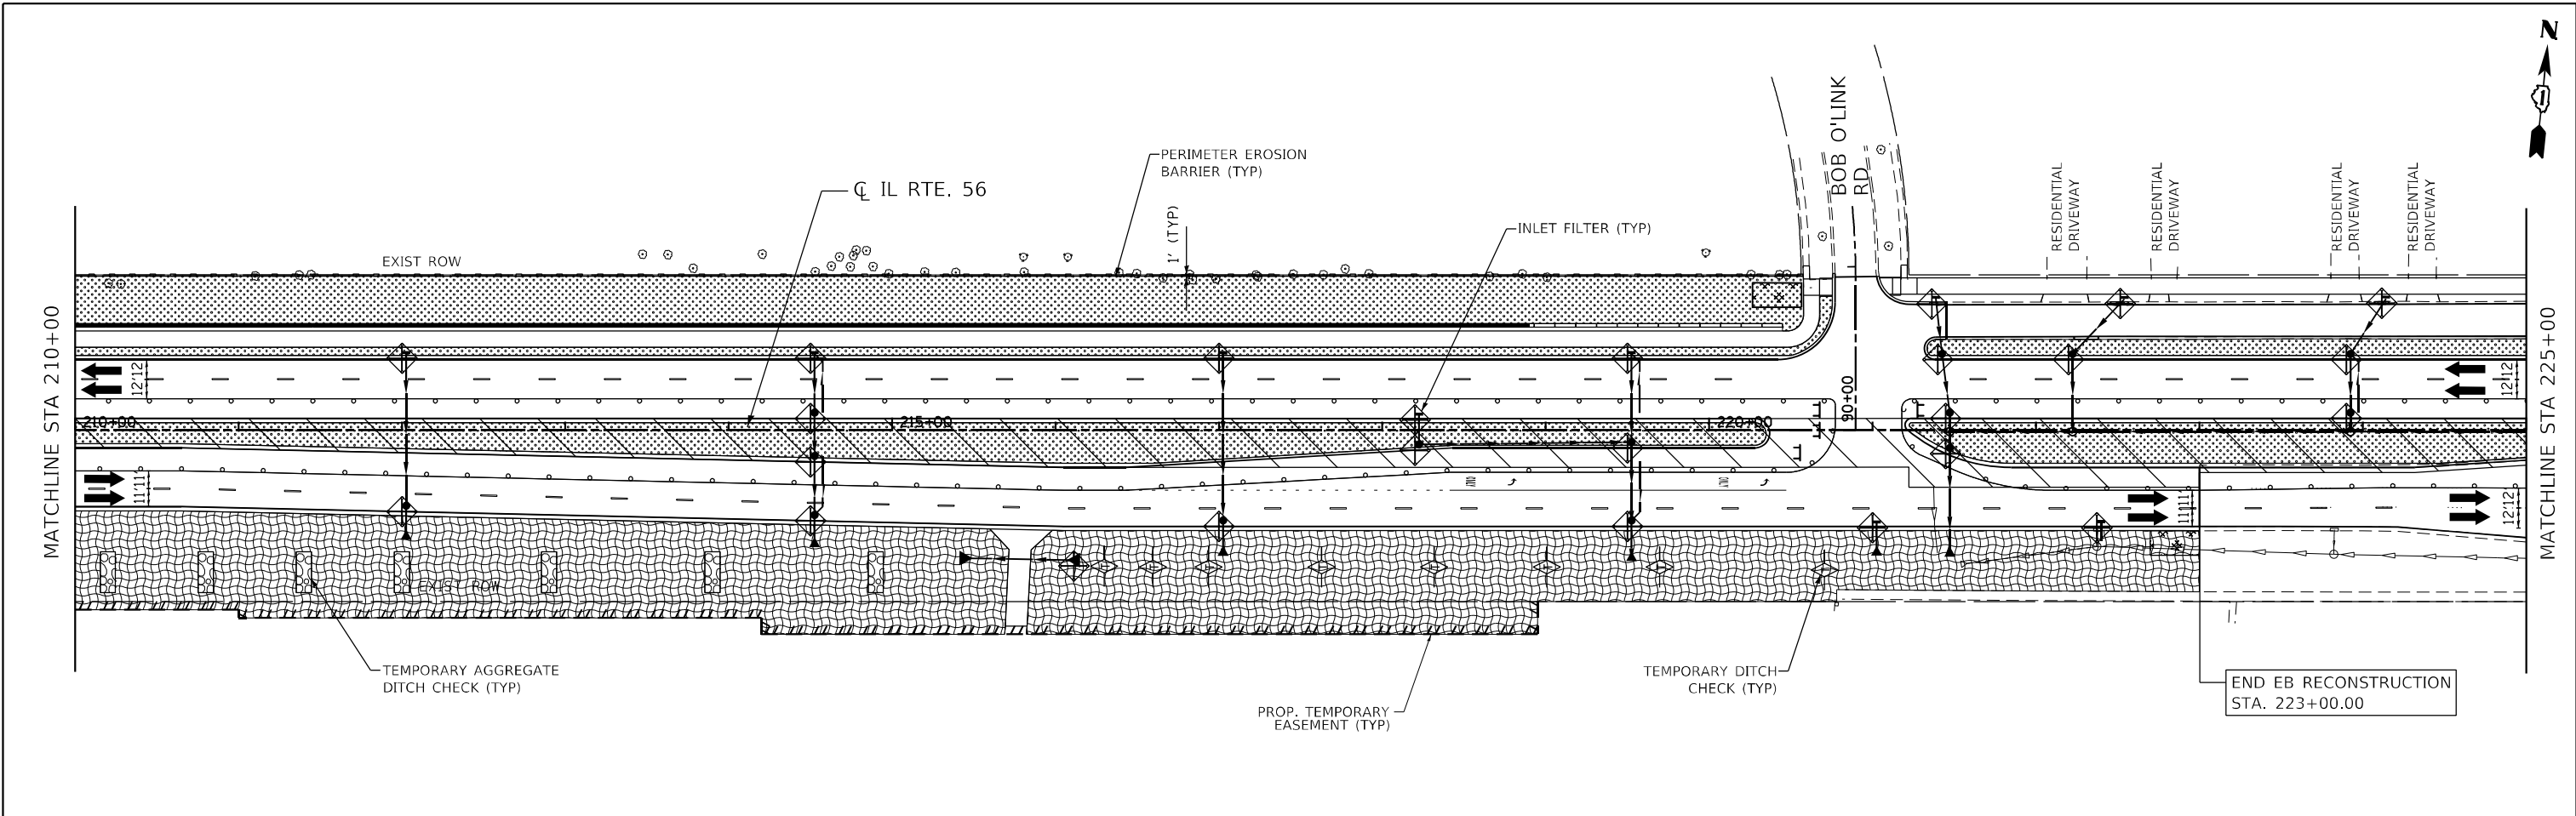 N
BOB O'LINK
RD
PERIMETER EROSION
BARRIER (TYP)
℄ IL RTE. 56
1' (TYP)
INLET FILTER (TYP)
RESIDENTIAL
DRIVEWAY
RESIDENTIAL
DRIVEWAY
RESIDENTIAL
DRIVEWAY
RESIDENTIAL
DRIVEWAY
EXIST ROW
MATCHLINE STA 210+00
MATCHLINE STA 225+00
12'12'
12'12'
210+00
215+00
220+00
90+00
11'11'
11'11'
12'12'
EXIST ROW
TEMPORARY AGGREGATE
DITCH CHECK (TYP)
TEMPORARY DITCH
CHECK (TYP)
PROP. TEMPORARY
EASEMENT (TYP)
END EB RECONSTRUCTION
STA. 223+00.00